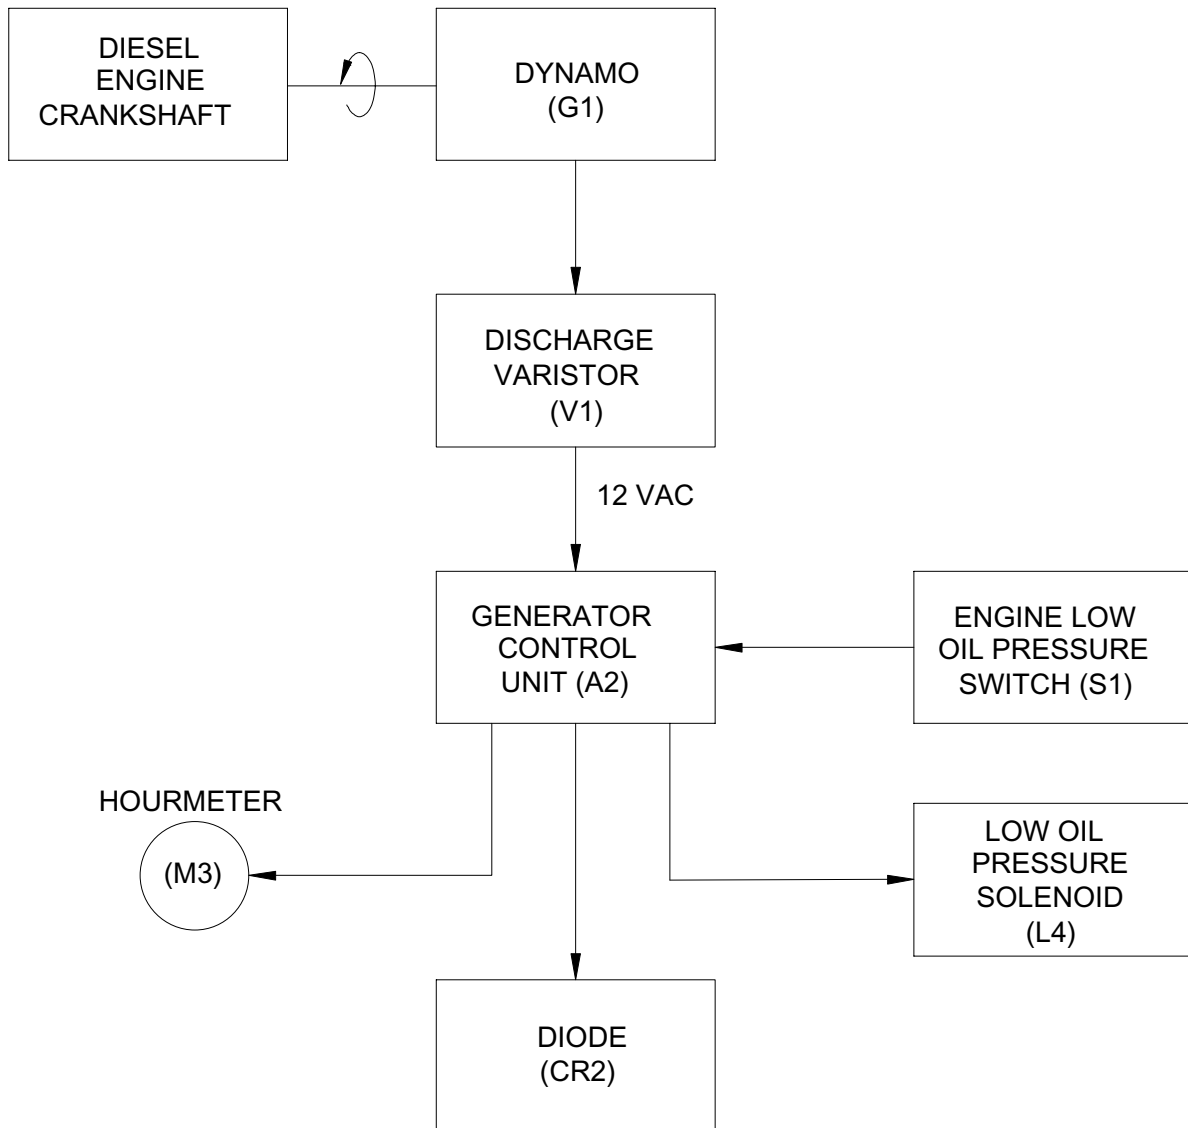 DIESEL
ENGINE
CRANKSHAFT
DYNAMO
(G1)
DISCHARGE
VARISTOR
(V1)
12 VAC
GENERATOR
CONTROL
UNIT (A2)
ENGINE LOW
OIL PRESSURE
SWITCH (S1)
HOURMETER
(M3)
LOW OIL
PRESSURE
SOLENOID
(L4)
DIODE
(CR2)